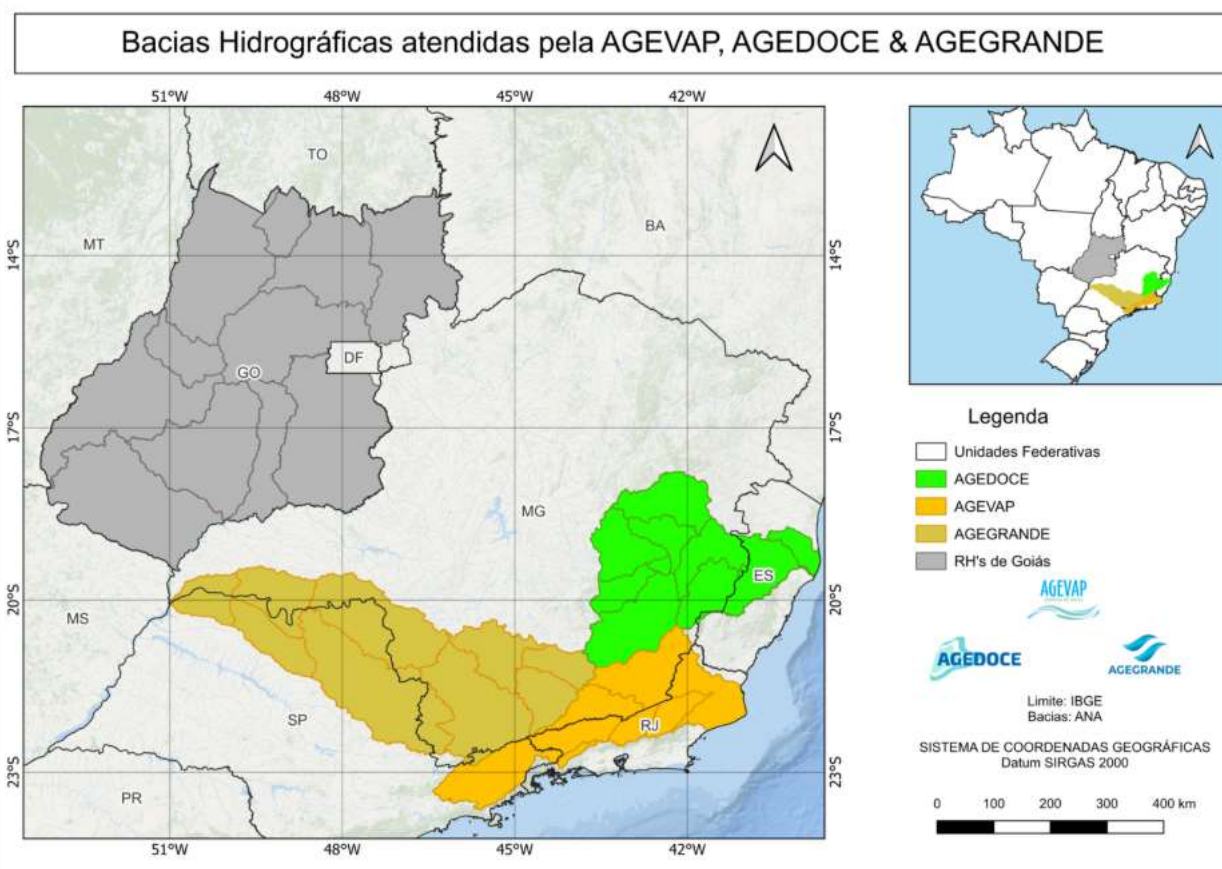 Bacias Hidrográficas atendidas pela AGEVAP, AGEDOCE & AGEGRANDE
51°W 48°W 45°W 42°W
TO
BA
MT
14°S 14°S
DF
GO
17°S 17°S
MG
ES
20°S 20°S
MS
SP
RJ
23°S 23°S
PR
51°W 48°W 45°W 42°W
Legenda
Unidades Federativas
AGEDOCE
AGEVAP
AGEGRANDE
RH's de Goiás
AGEVAP
AGEDOCE
AGEGRANDE
Limite: IBGE
Bacias: ANA
SISTEMA DE COORDENADAS GEOGRÁFICAS
Datum SIRGAS 2000
0 100 200 300 400 km